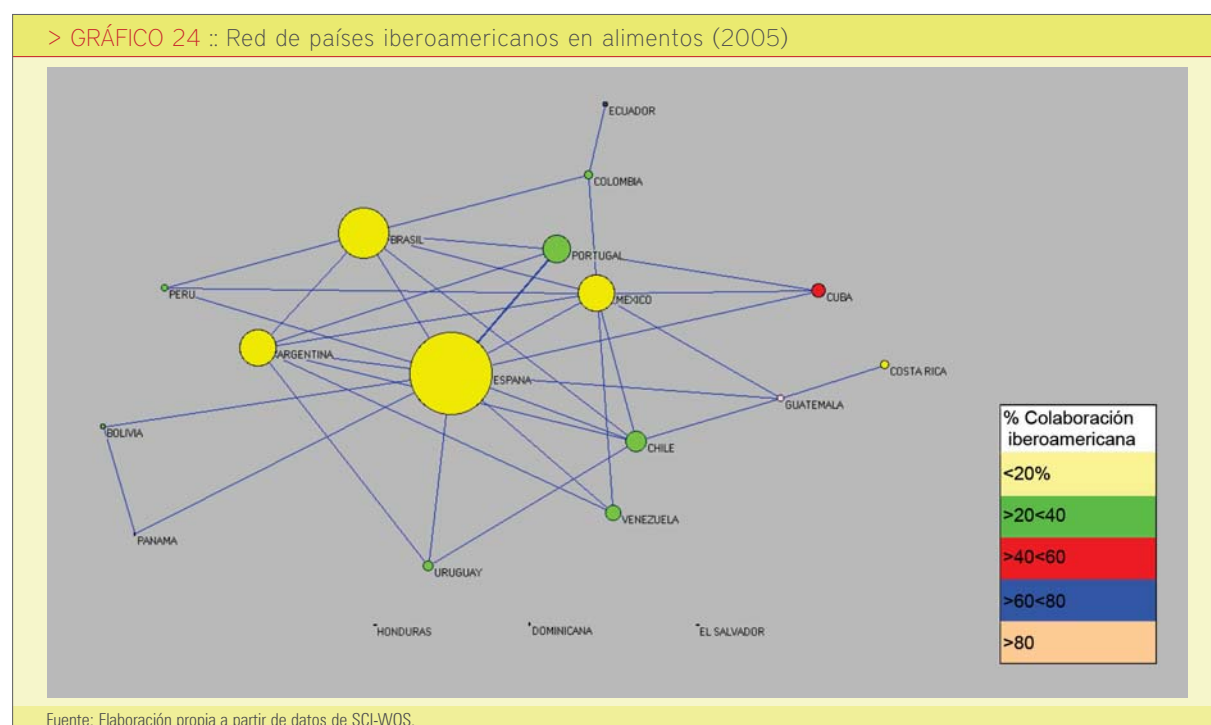 > GRÁFICO 24 :: Red de países iberoamericanos en alimentos (2005)
ECUADOR
COLOMBIA
BRASIL
PORTUGAL
PERU
MEXICO
CUBA
ARGENTINA
ESPANA
COSTA RICA
GUATEMALA
BOLIVIA
CHILE
VENEZUELA
PANAMA
URUGUAY
HONDURAS
DOMINICANA
EL SALVADOR
% Colaboración
iberoamericana
<20%
>20<40
>40<60
>60<80
>80
Fuente: Elaboración propia a partir de datos de SCI-WOS.